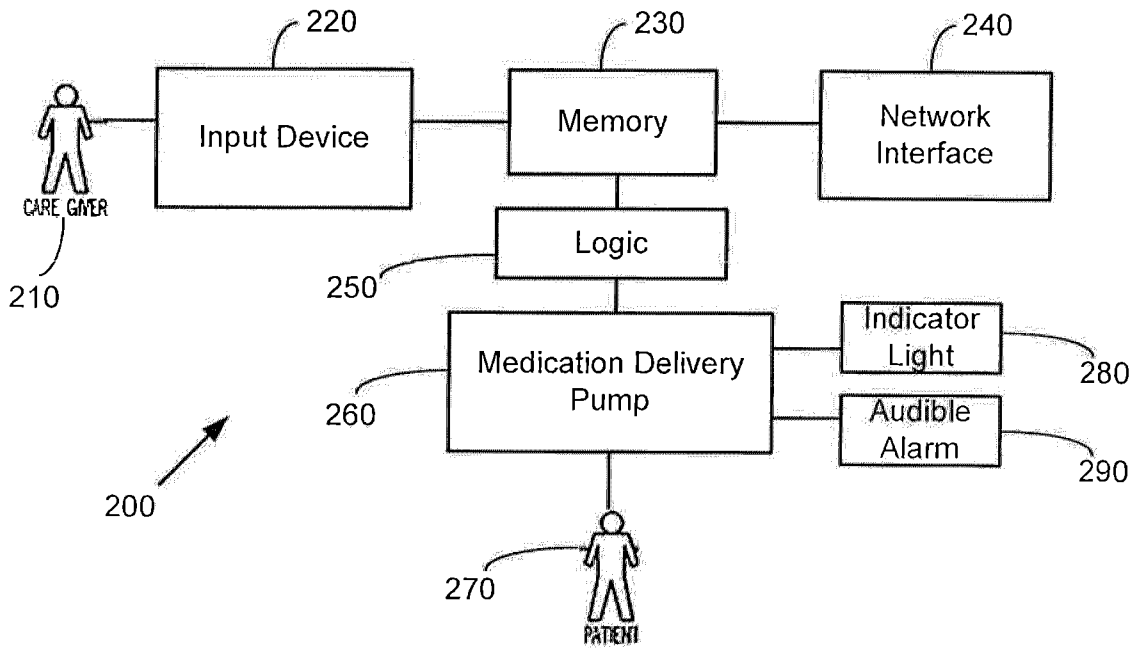 220
230
240
Input Device
Memory
Network
Interface
CARE GIVER
210
Logic
250
Medication Delivery
Pump
260
Indicator
Light
280
Audible
Alarm
290
200
270
PATIENT